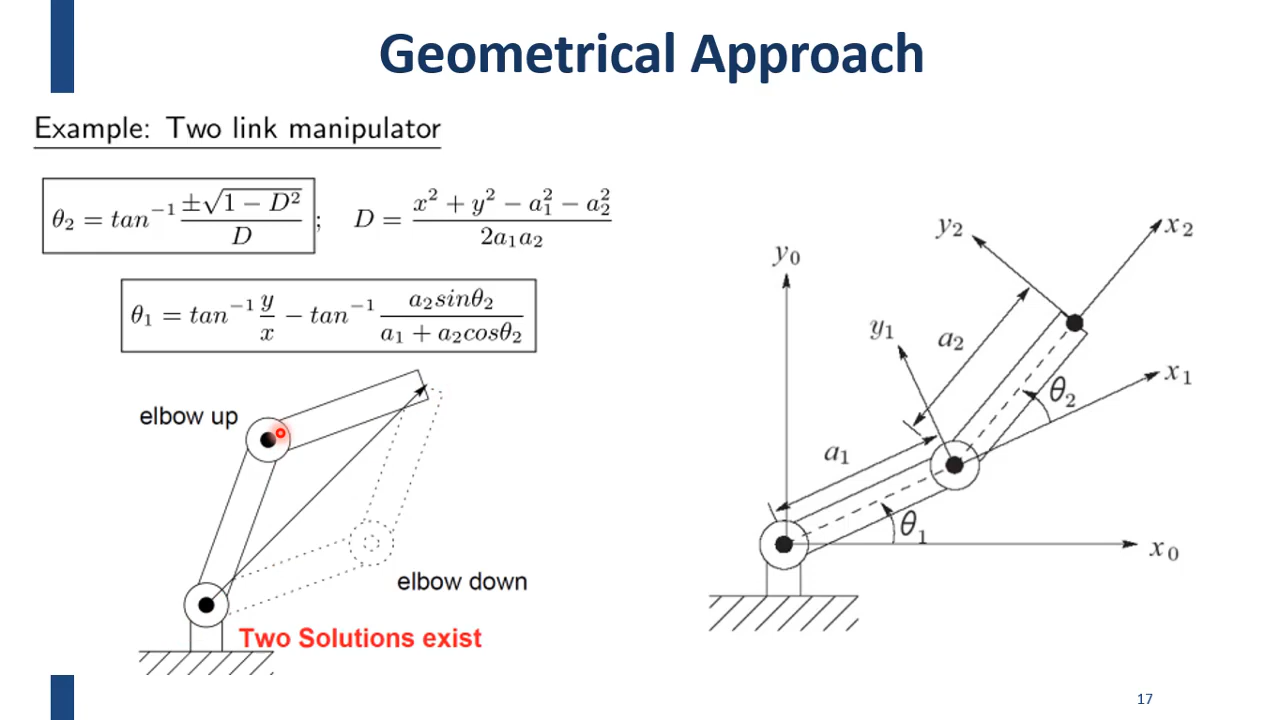 Geometrical Approach
Example: Two link manipulator
θ₂ = tan⁻¹ ±√(1 − D²) / D ; D = (x² + y² − a₁² − a₂²) / 2a₁a₂
θ₁ = tan⁻¹ y/x − tan⁻¹ a₂sinθ₂ / (a₁ + a₂cosθ₂)
elbow up
elbow down
Two Solutions exist
y₀
y₂
x₂
y₁
a₂
x₁
θ₂
a₁
θ₁
x₀
17